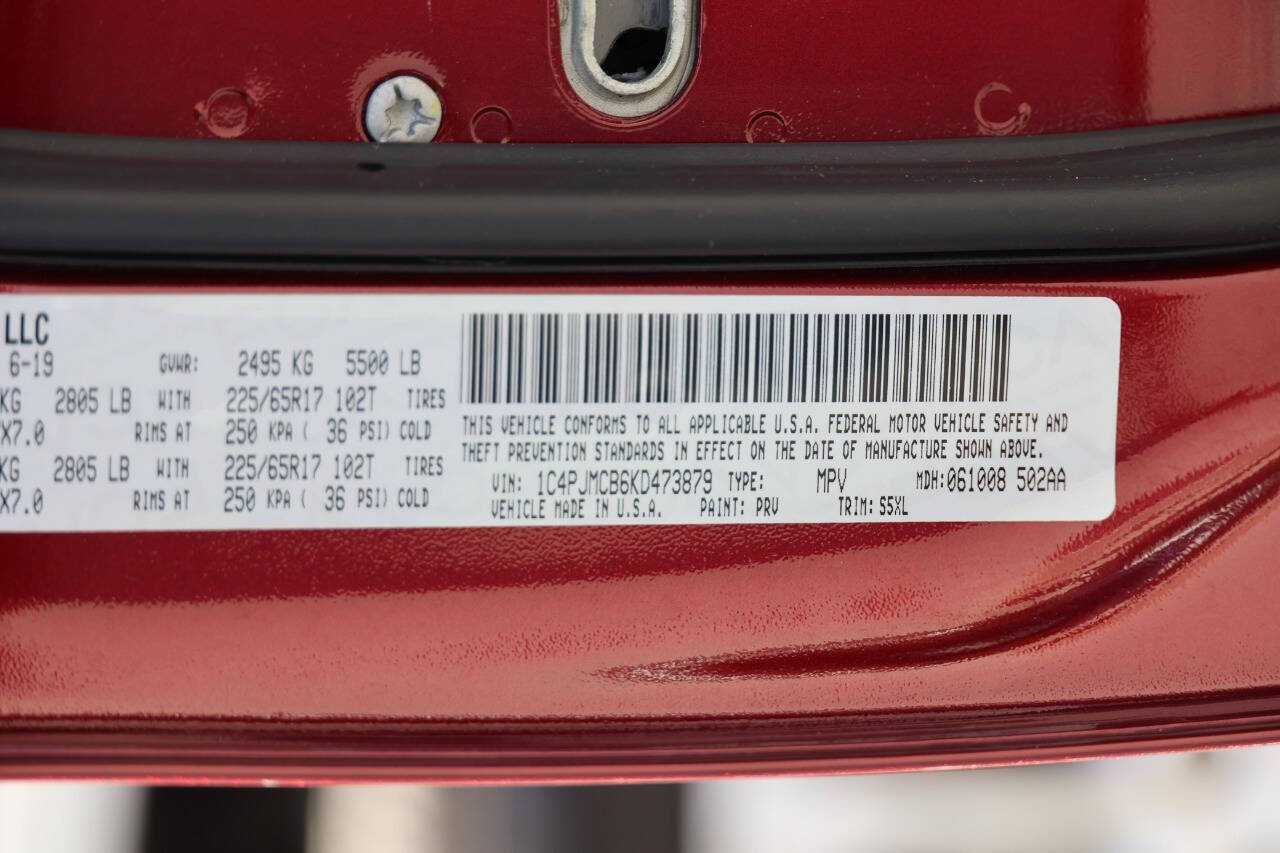 LLC
6-19 GVWR: 2495 KG 5500 LB
KG 2805 LB WITH 225/65R17 102T TIRES
X7.0 RIMS AT 250 KPA ( 36 PSI) COLD
KG 2805 LB WITH 225/65R17 102T TIRES
X7.0 RIMS AT 250 KPA ( 36 PSI) COLD
THIS VEHICLE CONFORMS TO ALL APPLICABLE U.S.A. FEDERAL MOTOR VEHICLE SAFETY AND
THEFT PREVENTION STANDARDS IN EFFECT ON THE DATE OF MANUFACTURE SHOWN ABOVE.
VIN: 1C4PJMCB6KD473879 TYPE: MPV MDH:061008 502AA
VEHICLE MADE IN U.S.A. PAINT: PRV TRIM: S5XL